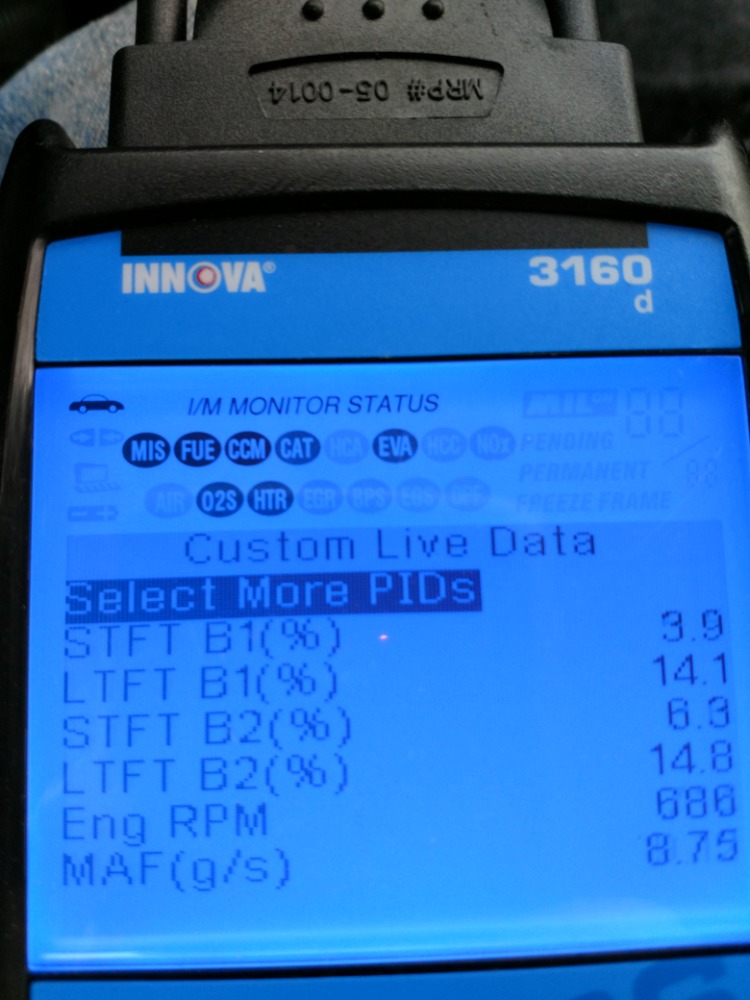 MRP# 05-0014
INNOVA® 3160
d
I/M MONITOR STATUS MIL ON
MIS FUE CCM CAT HCA EVA HCC NOx PENDING
PERMANENT
AIR O2S HTR EGR BPS EGS DPF FREEZE FRAME
Custom Live Data
Select More PIDs
STFT B1(%) 3.9
LTFT B1(%) 14.1
STFT B2(%) 6.3
LTFT B2(%) 14.8
Eng RPM 686
MAF(g/s) 8.75